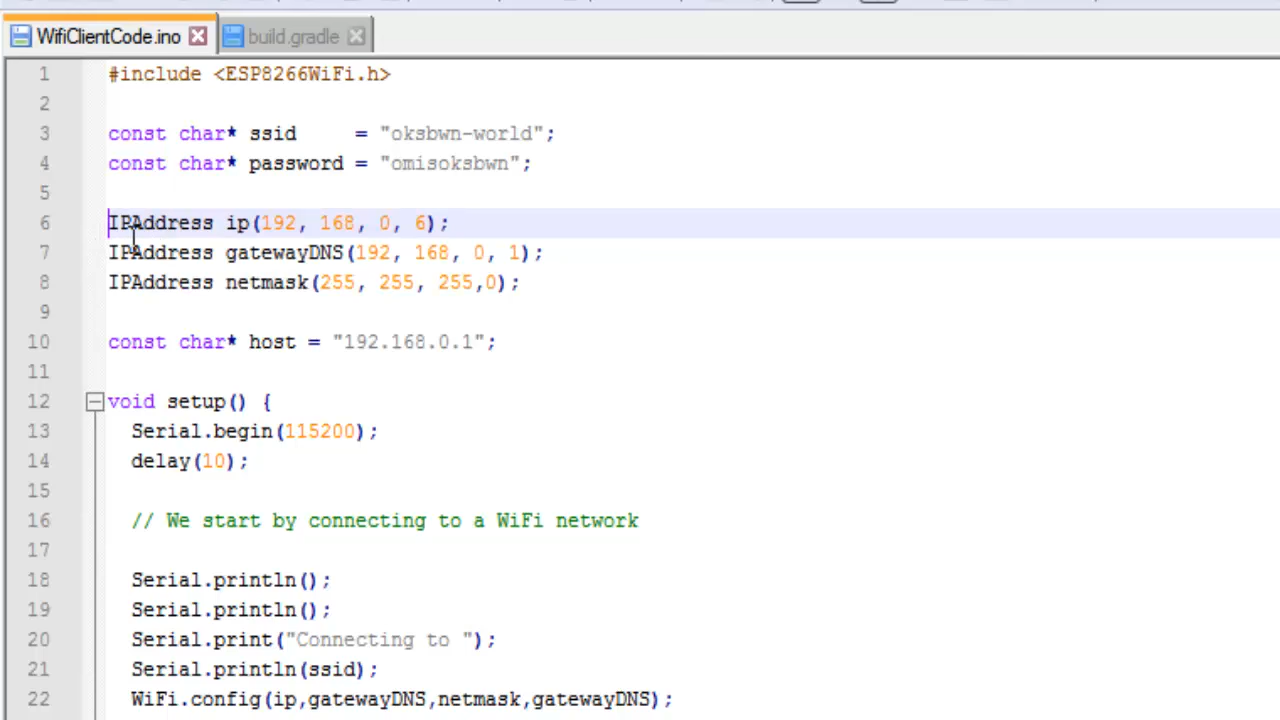 WifiClientCode.ino build.gradle
1 #include <ESP8266WiFi.h>
2
3 const char* ssid     = "oksbwn-world";
4 const char* password = "omisoksbwn";
5
6 IPAddress ip(192, 168, 0, 6);
7 IPAddress gatewayDNS(192, 168, 0, 1);
8 IPAddress netmask(255, 255, 255,0);
9
10 const char* host = "192.168.0.1";
11
12 void setup() {
13   Serial.begin(115200);
14   delay(10);
15
16   // We start by connecting to a WiFi network
17
18   Serial.println();
19   Serial.println();
20   Serial.print("Connecting to ");
21   Serial.println(ssid);
22   WiFi.config(ip,gatewayDNS,netmask,gatewayDNS);